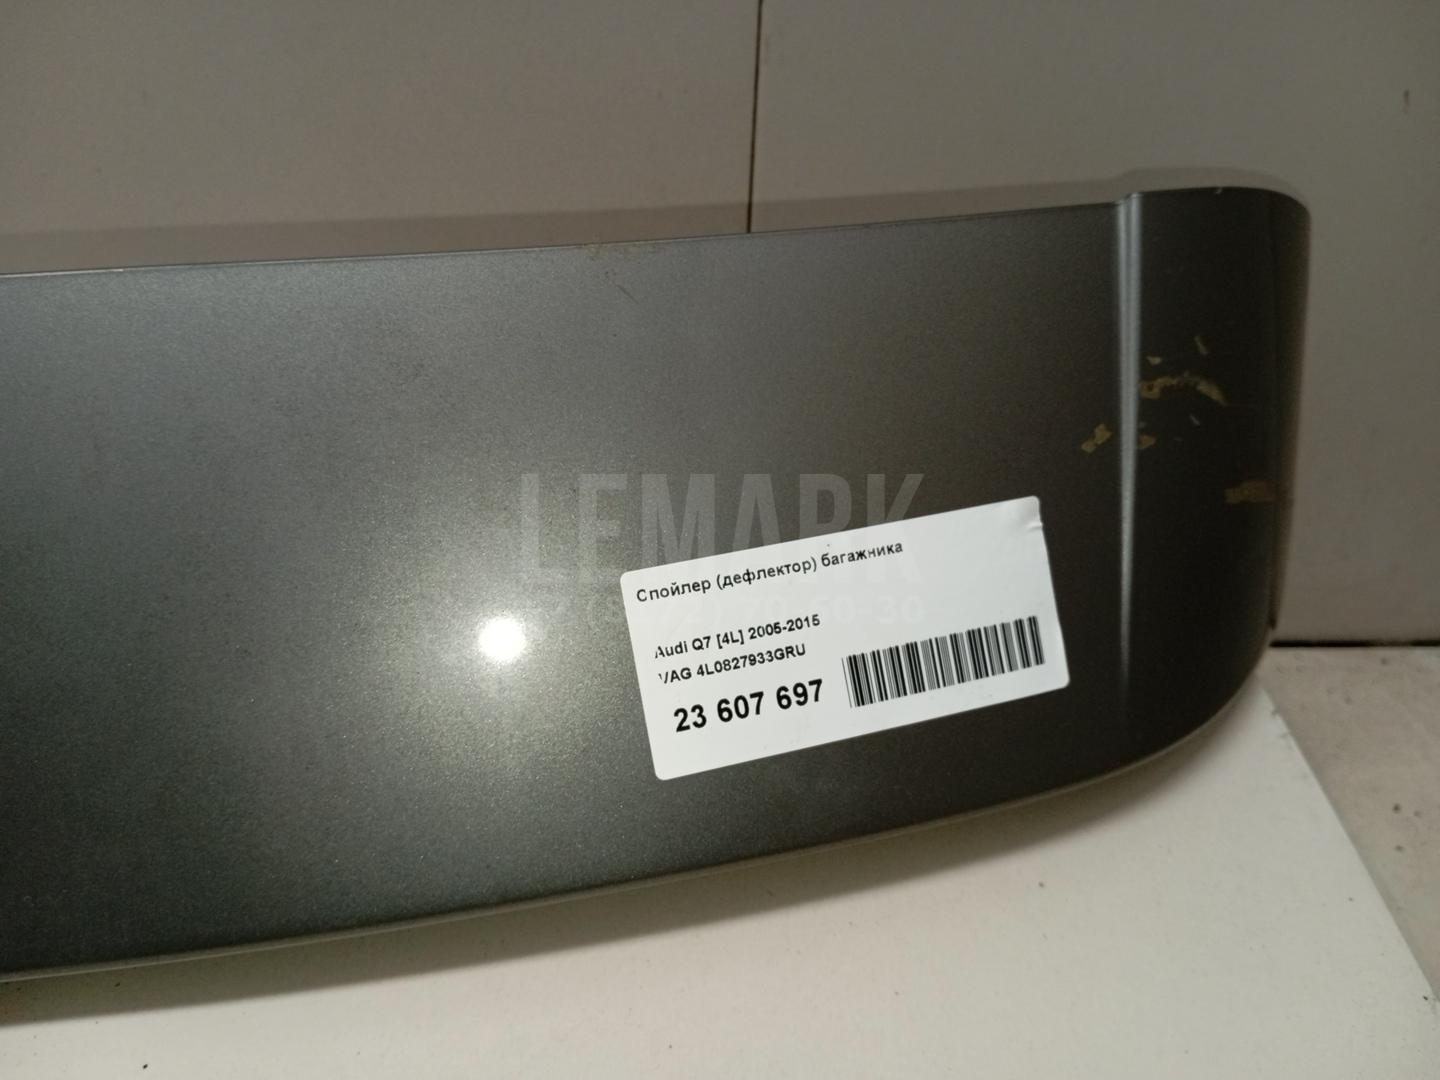 LEMARK
Спойлер (дефлектор) багажника
Audi Q7 [4L] 2005-2015
VAG 4L0827933GRU
23 607 697